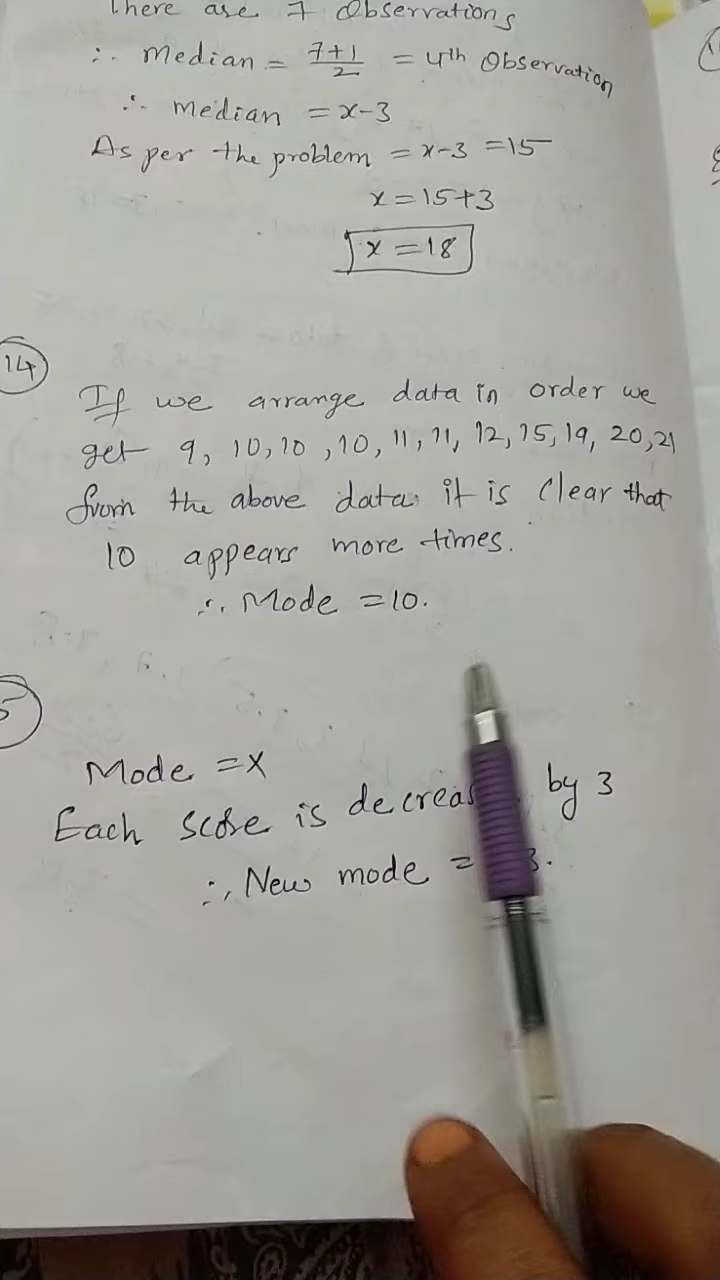 There are 7 Observations
∴ median = 7+1/2 = 4th Observation
∴ median = x-3
As per the problem = x-3 = 15
x = 15+3
x = 18
14
If we arrange data in order we
get 9, 10, 10, 10, 11, 11, 12, 15, 19, 20, 21
from the above data it is clear that
10 appears more times.
∴ Mode = 10.
5
Mode = x
Each score is by 3
∴ New mode = 3.